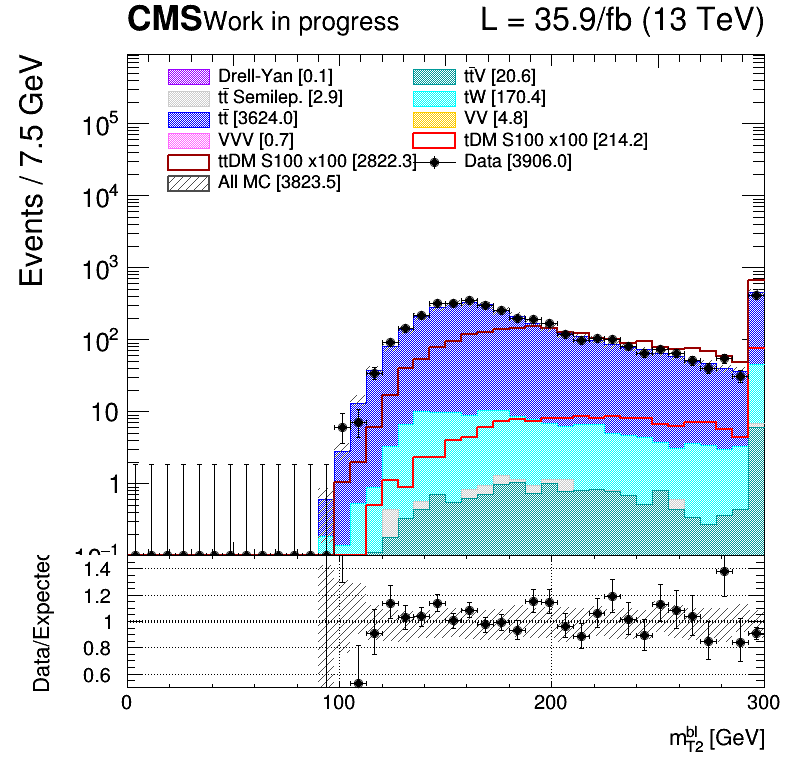 CMS Work in progress L = 35.9/fb (13 TeV)
Drell-Yan [0.1] tt̄V [20.6]
tt̄ Semilep. [2.9] tW [170.4]
tt̄ [3624.0] VV [4.8]
VVV [0.7] tDM S100 x100 [214.2]
ttDM S100 x100 [2822.3] Data [3906.0]
All MC [3823.5]
Events / 7.5 GeV
10⁵
10⁴
10³
10²
10
1
10⁻¹
Data/Expected
1.4
1.2
1
0.8
0.6
0 100 200 300
m_{T2}^{bl} [GeV]